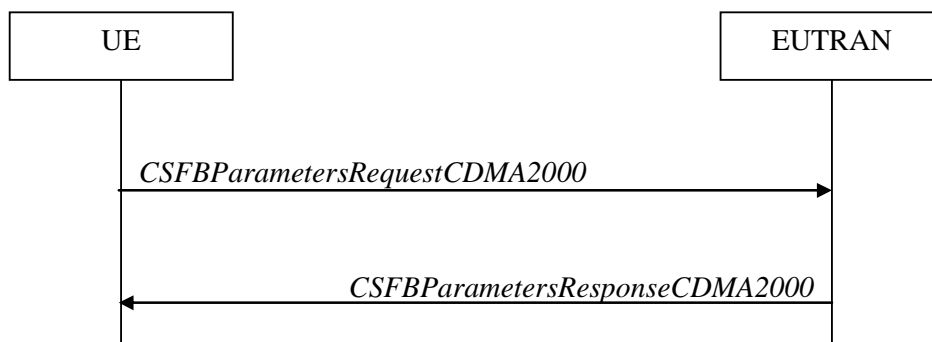 UE
EUTRAN
CSFBParametersRequestCDMA2000
CSFBParametersResponseCDMA2000